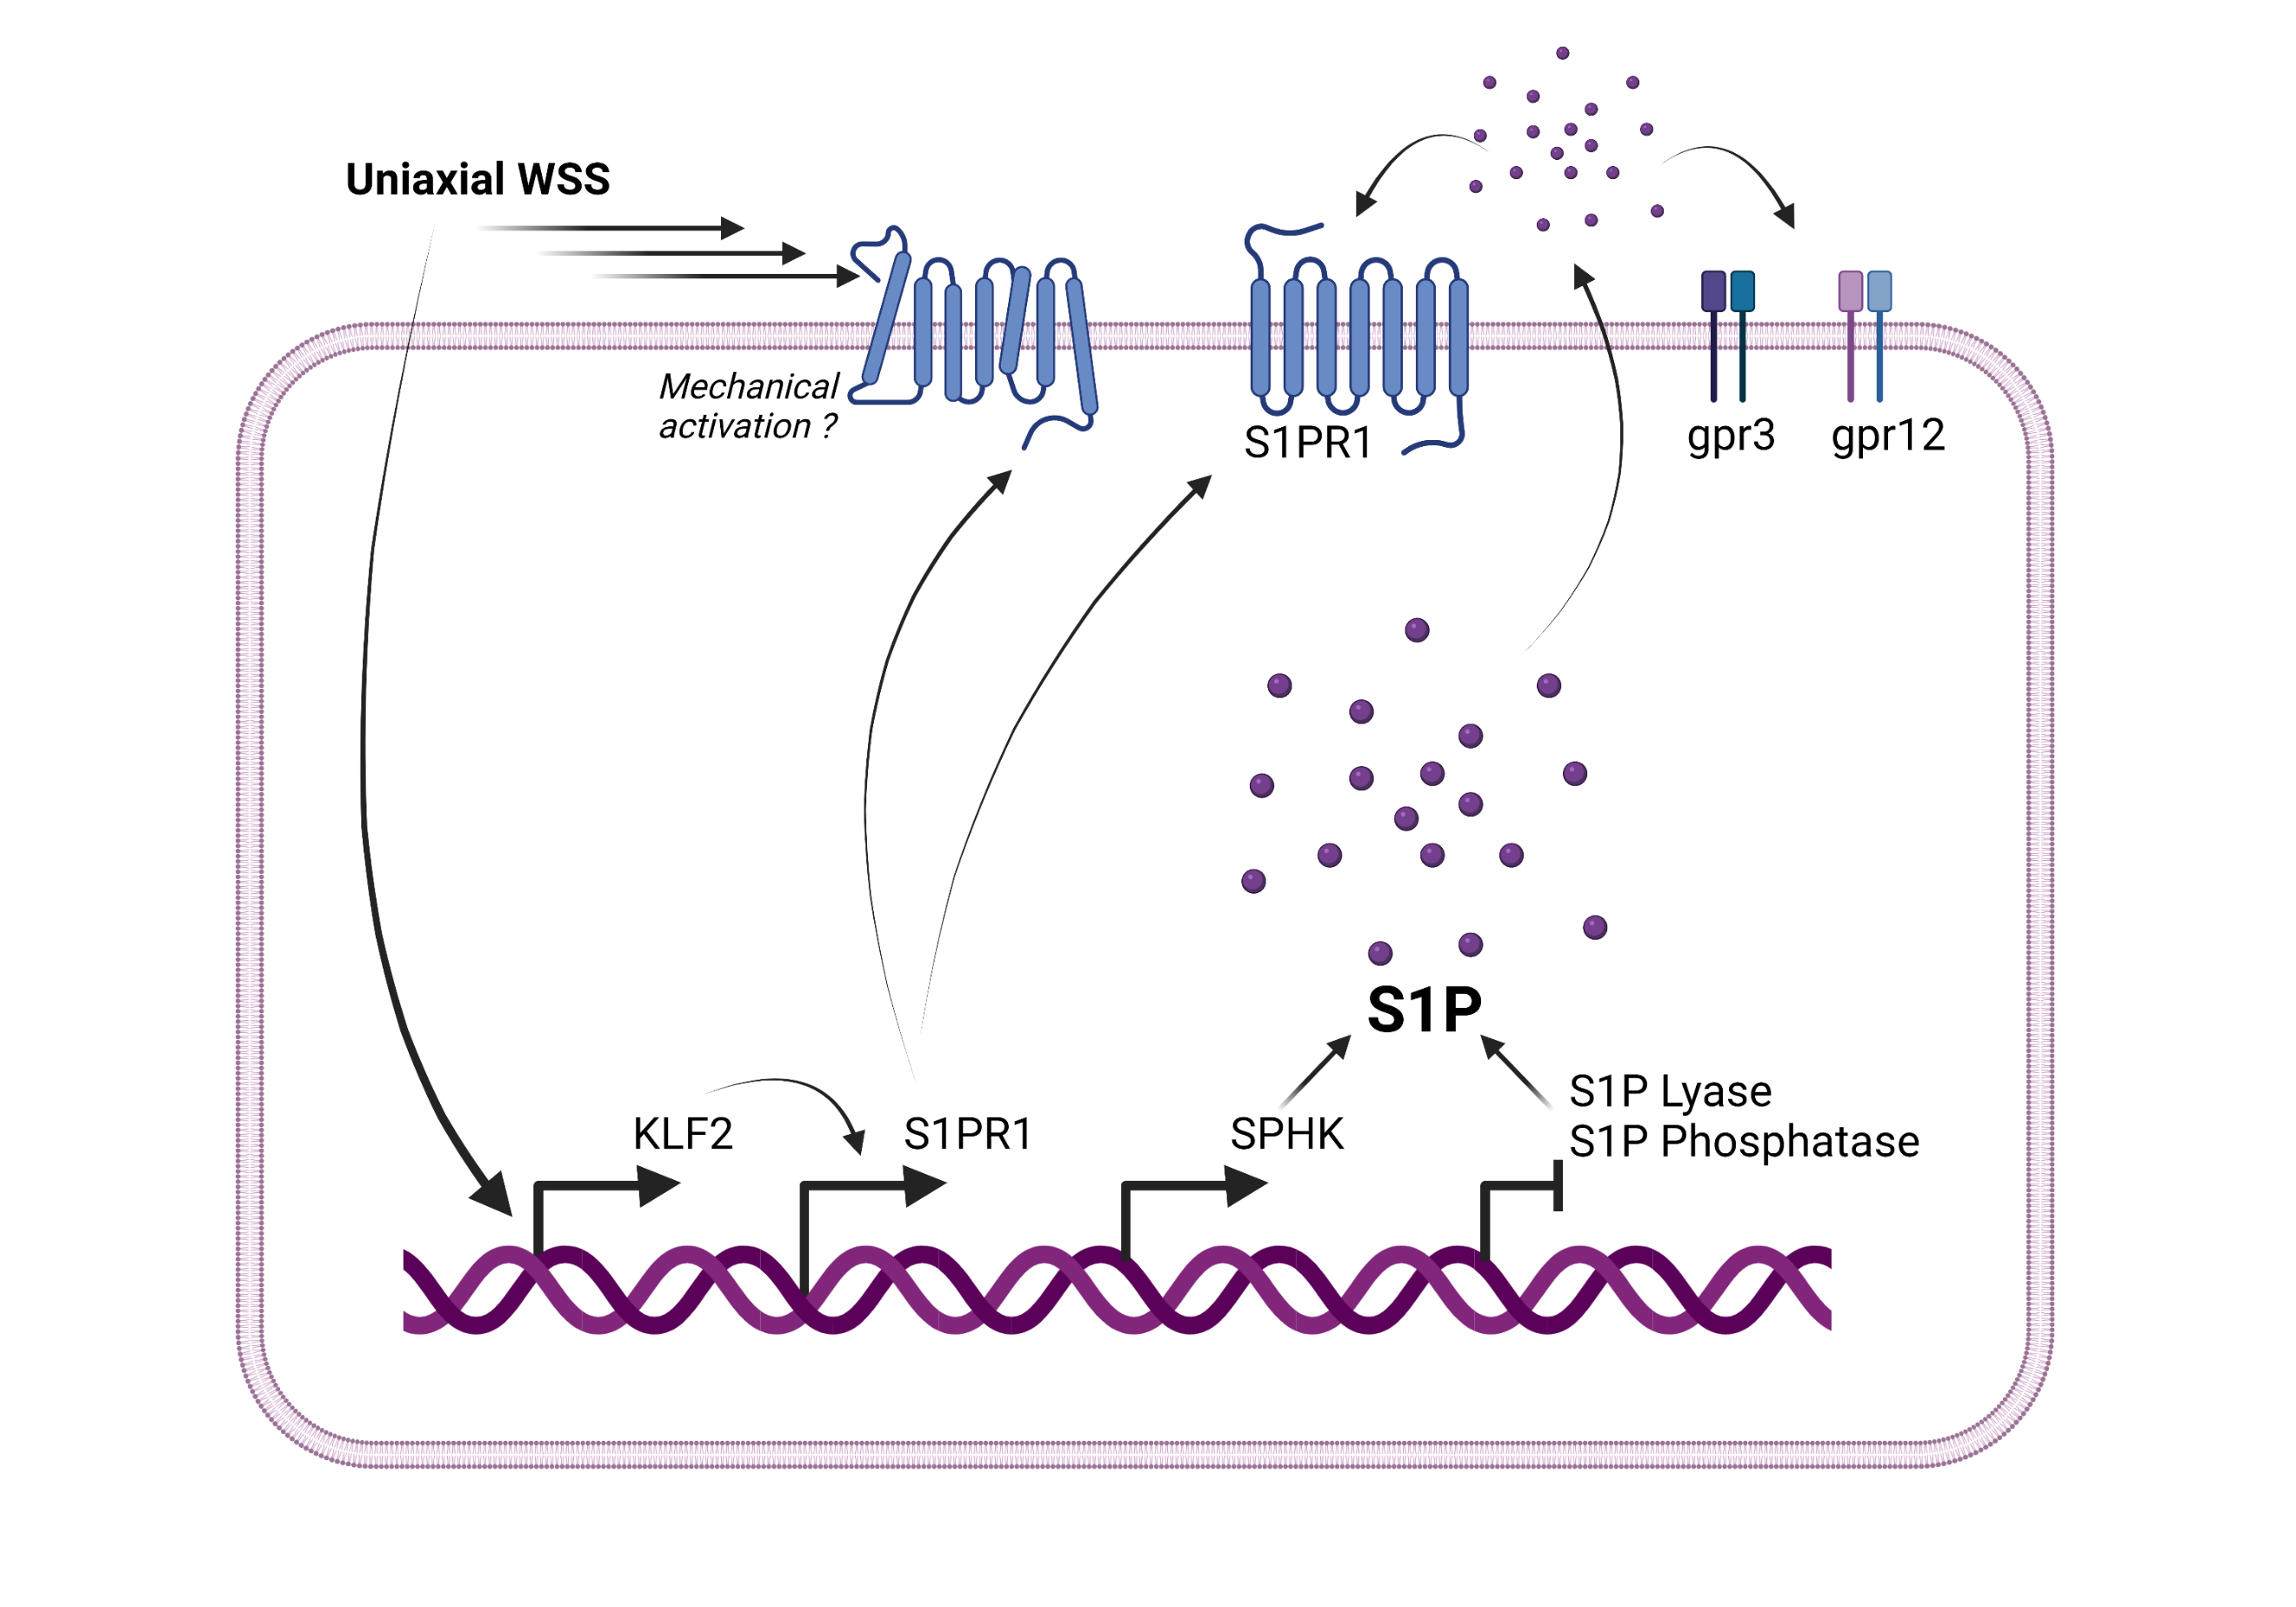 Uniaxial WSS
Mechanical
activation ?
S1PR1
gpr3
gpr12
S1P
S1P Lyase
S1P Phosphatase
KLF2
S1PR1
SPHK